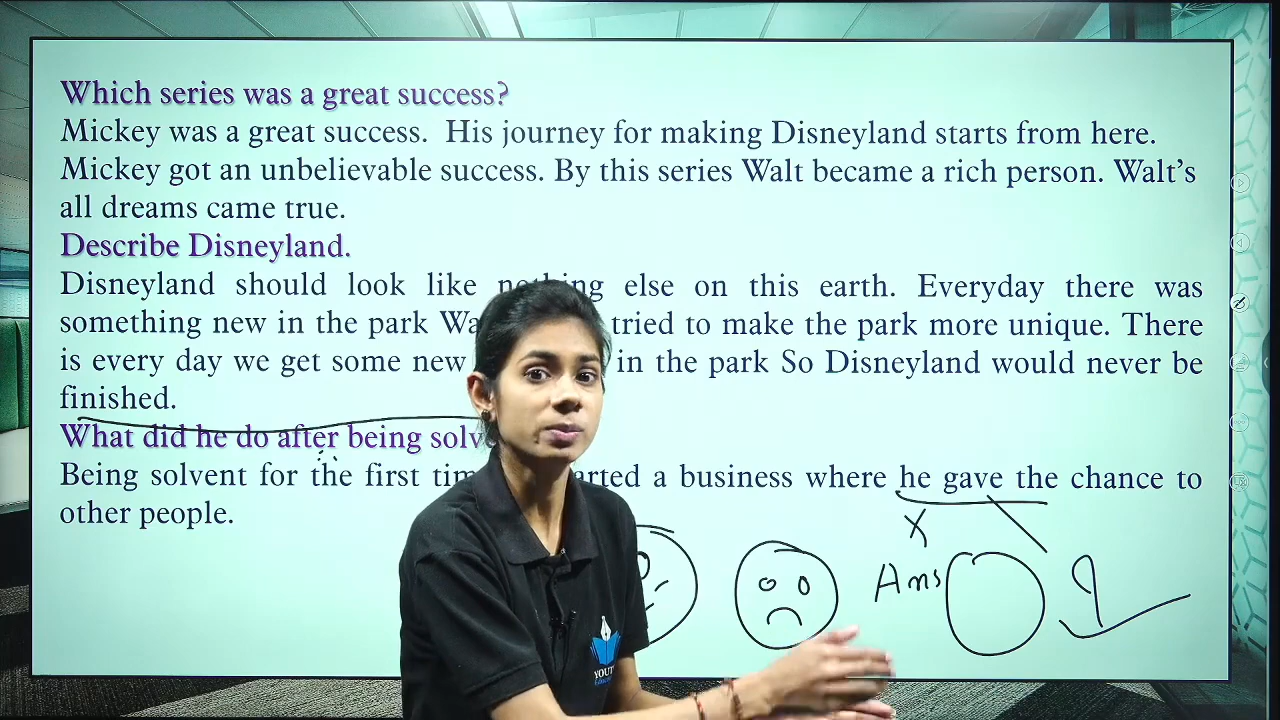 Which series was a great success?
Mickey was a great success. His journey for making Disneyland starts from here.
Mickey got an unbelievable success. By this series Walt became a rich person. Walt's
all dreams came true.
Describe Disneyland.
Disneyland should look like nothing else on this earth. Everyday there was
something new in the park tried to make the park more unique. There
is every day we get some new in the park So Disneyland would never be
finished.
What did he do after being
Being solvent for the first a business where he gave the chance to
other people.
x
Ans
YOUT